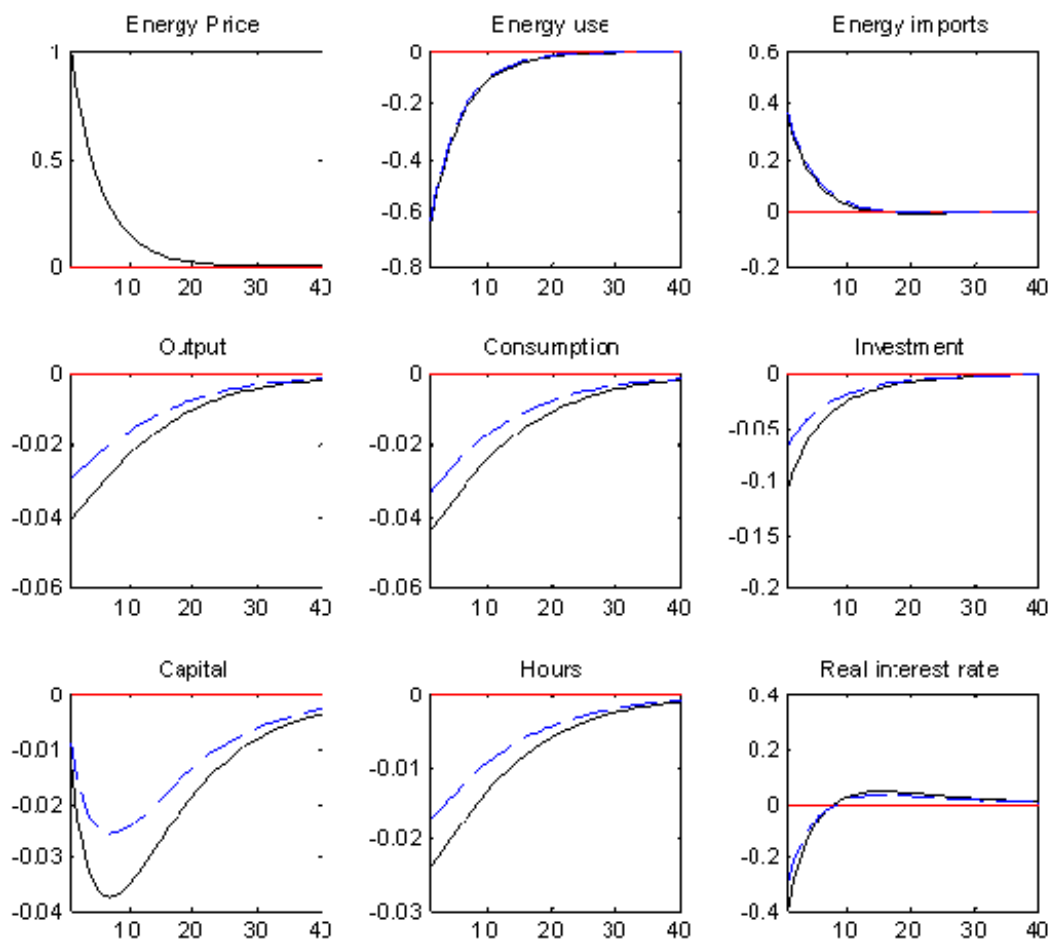 Energy Price
1
0.5
0
10 20 30 40
Energy use
0
-0.2
-0.4
-0.6
-0.8
10 20 30 40
Energy imports
0.6
0.4
0.2
0
-0.2
10 20 30 40
Output
0
-0.02
-0.04
-0.06
10 20 30 40
Consumption
0
-0.02
-0.04
-0.06
10 20 30 40
Investment
0
-0.05
-0.1
-0.15
-0.2
10 20 30 40
Capital
0
-0.01
-0.02
-0.03
-0.04
10 20 30 40
Hours
0
-0.01
-0.02
-0.03
10 20 30 40
Real interest rate
0.4
0.2
0
-0.2
-0.4
10 20 30 40